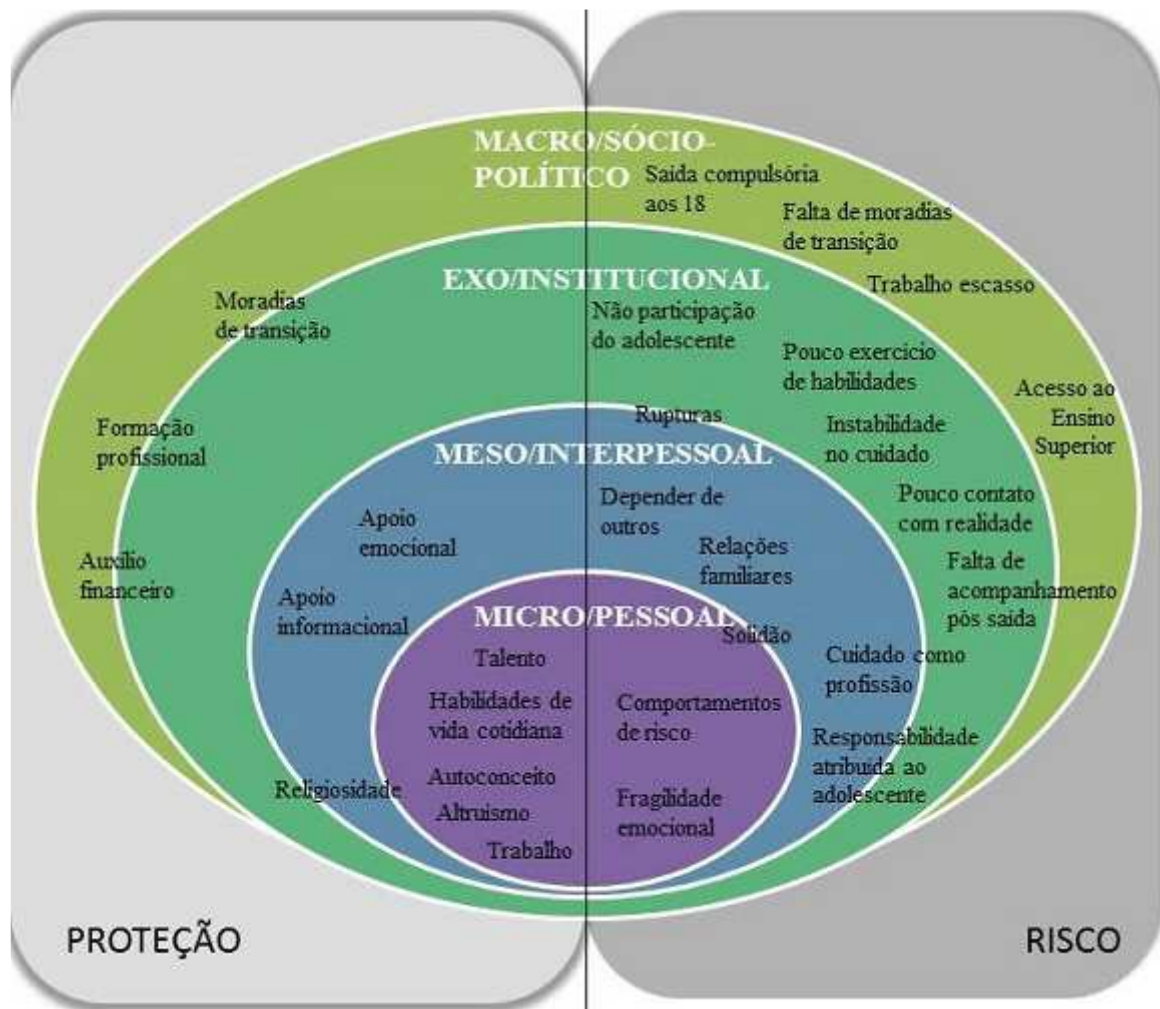 MACRO/SÓCIO-
POLÍTICO
Saída compulsória
aos 18
Falta de moradias
de transição
Trabalho escasso
Acesso ao
Ensino
Superior
Moradias
de transição
Formação
profissional
Auxílio
financeiro
EXO/INSTITUCIONAL
Não participação
do adolescente
Pouco exercício
de habilidades
Instabilidade
no cuidado
Pouco contato
com realidade
Falta de
acompanhamento
pós saída
Cuidado como
profissão
Responsabilidade
atribuída ao
adolescente
Rupturas
MESO/INTERPESSOAL
Depender de
outros
Relações
familiares
Solidão
Apoio
emocional
Apoio
informacional
Religiosidade
MICRO/PESSOAL
Talento
Habilidades de
vida cotidiana
Autoconceito
Altruismo
Trabalho
Comportamentos
de risco
Fragilidade
emocional
PROTEÇÃO
RISCO